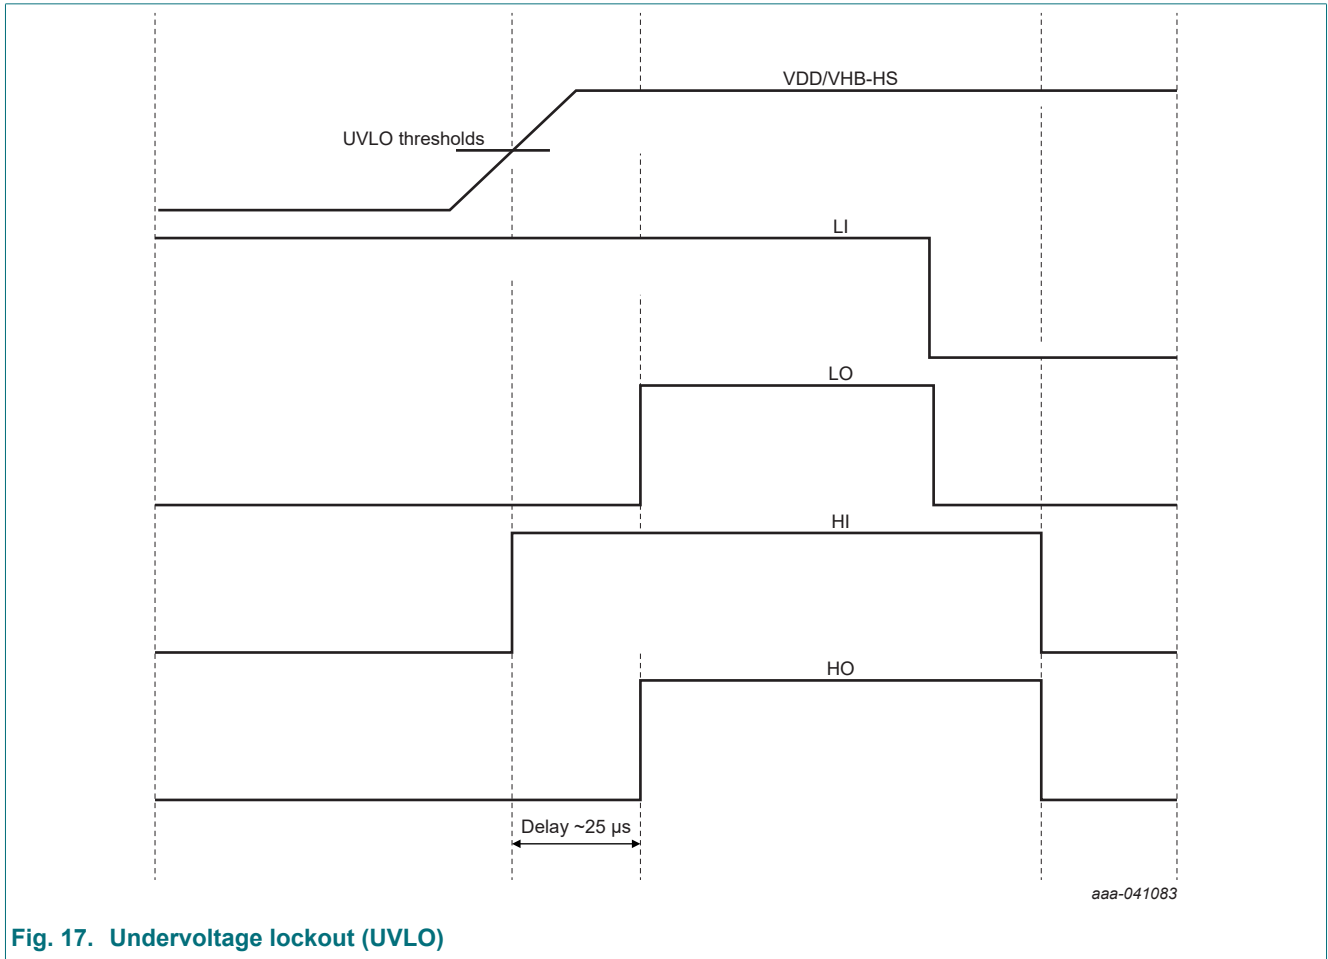 VDD/VHB-HS
UVLO thresholds
LI
LO
HI
HO
Delay ~25 µs
aaa-041083
Fig. 17. Undervoltage lockout (UVLO)